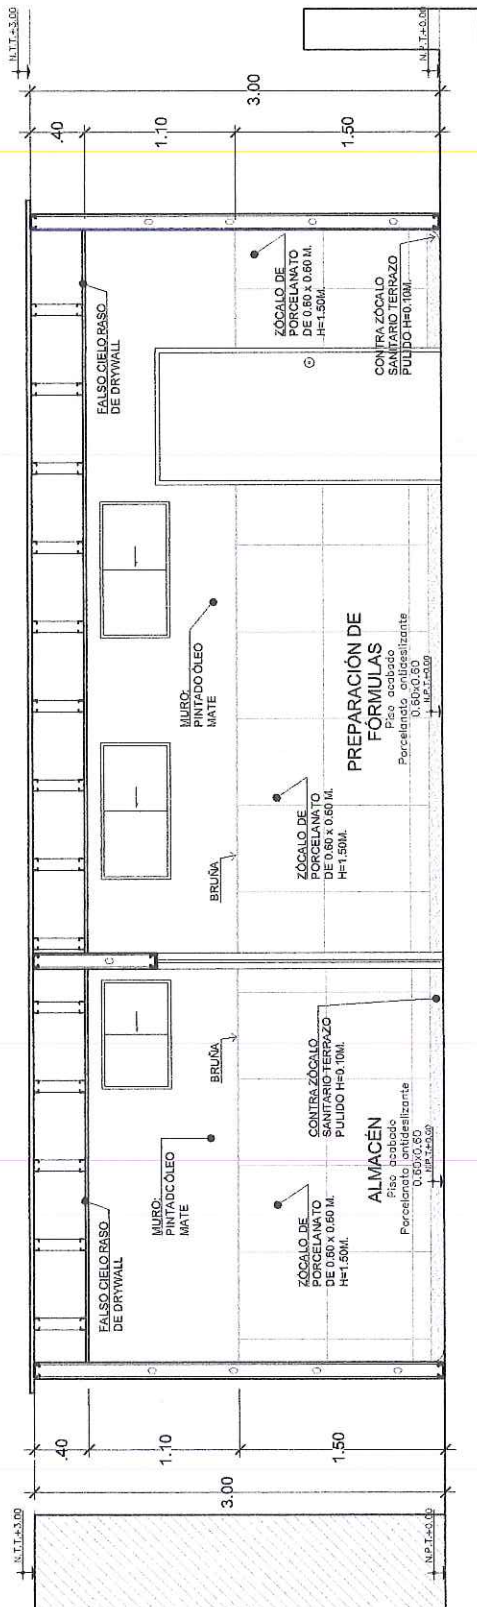 N.T.T.+3.00
N.T.T.+3.00
.40
1.10
1.50
3.00
N.P.T.+0.00
FALSO CIELO RASO
DE DRYWALL
MURO:
PINTADO ÓLEO
MATE
ZÓCALO DE
PORCELANATO
DE 0.60 x 0.60 M.
H=1.50M.
BRUÑA
CONTRA ZÓCALO
SANITARIO TERRAZO
PULIDO H=0.10M.
ALMACÉN
Piso acabado
Porcelanato antideslizante
0.60x0.60
N.P.T.+0.00
BRUÑA
MURO:
PINTADO ÓLEO
MATE
ZÓCALO DE
PORCELANATO
DE 0.60 x 0.60 M.
H=1.50M.
PREPARACIÓN DE
FÓRMULAS
Piso acabado
Porcelanato antideslizante
0.60x0.60
N.P.T.+0.00
FALSO CIELO RASO
DE DRYWALL
ZÓCALO DE
PORCELANATO
DE 0.60 x 0.60 M.
H=1.50M.
CONTRA ZÓCALO
SANITARIO TERRAZO
PULIDO H=0.10M.
.40
1.10
1.50
3.00
N.P.T.+0.00